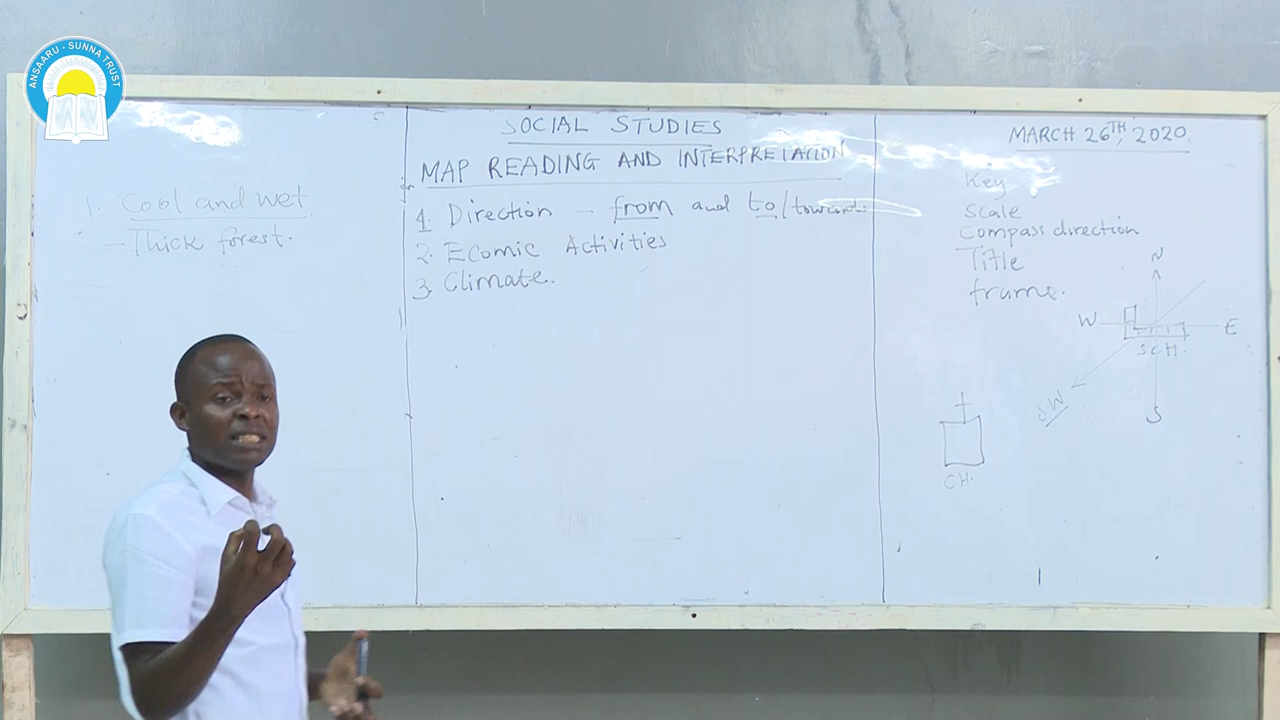 ANSAARU - SUNNA TRUST
SOCIAL STUDIES
MAP READING AND INTERPRETATION
1. Direction - from and to/towards
2. Ecomic Activities
3. Climate.
1. Cool and wet
- Thick forest.
MARCH 26TH, 2020.
Key
Scale
Compass direction
Title
frame.
N
W
E
SCH.
SW
S
CH.